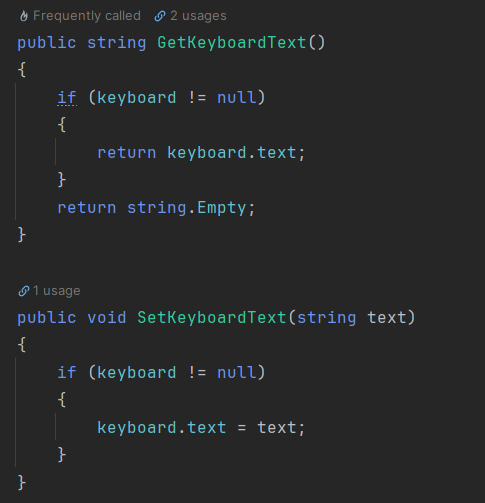 Frequently called 2 usages
public string GetKeyboardText()
{
    if (keyboard != null)
    {
        return keyboard.text;
    }
    return string.Empty;
}
1 usage
public void SetKeyboardText(string text)
{
    if (keyboard != null)
    {
        keyboard.text = text;
    }
}